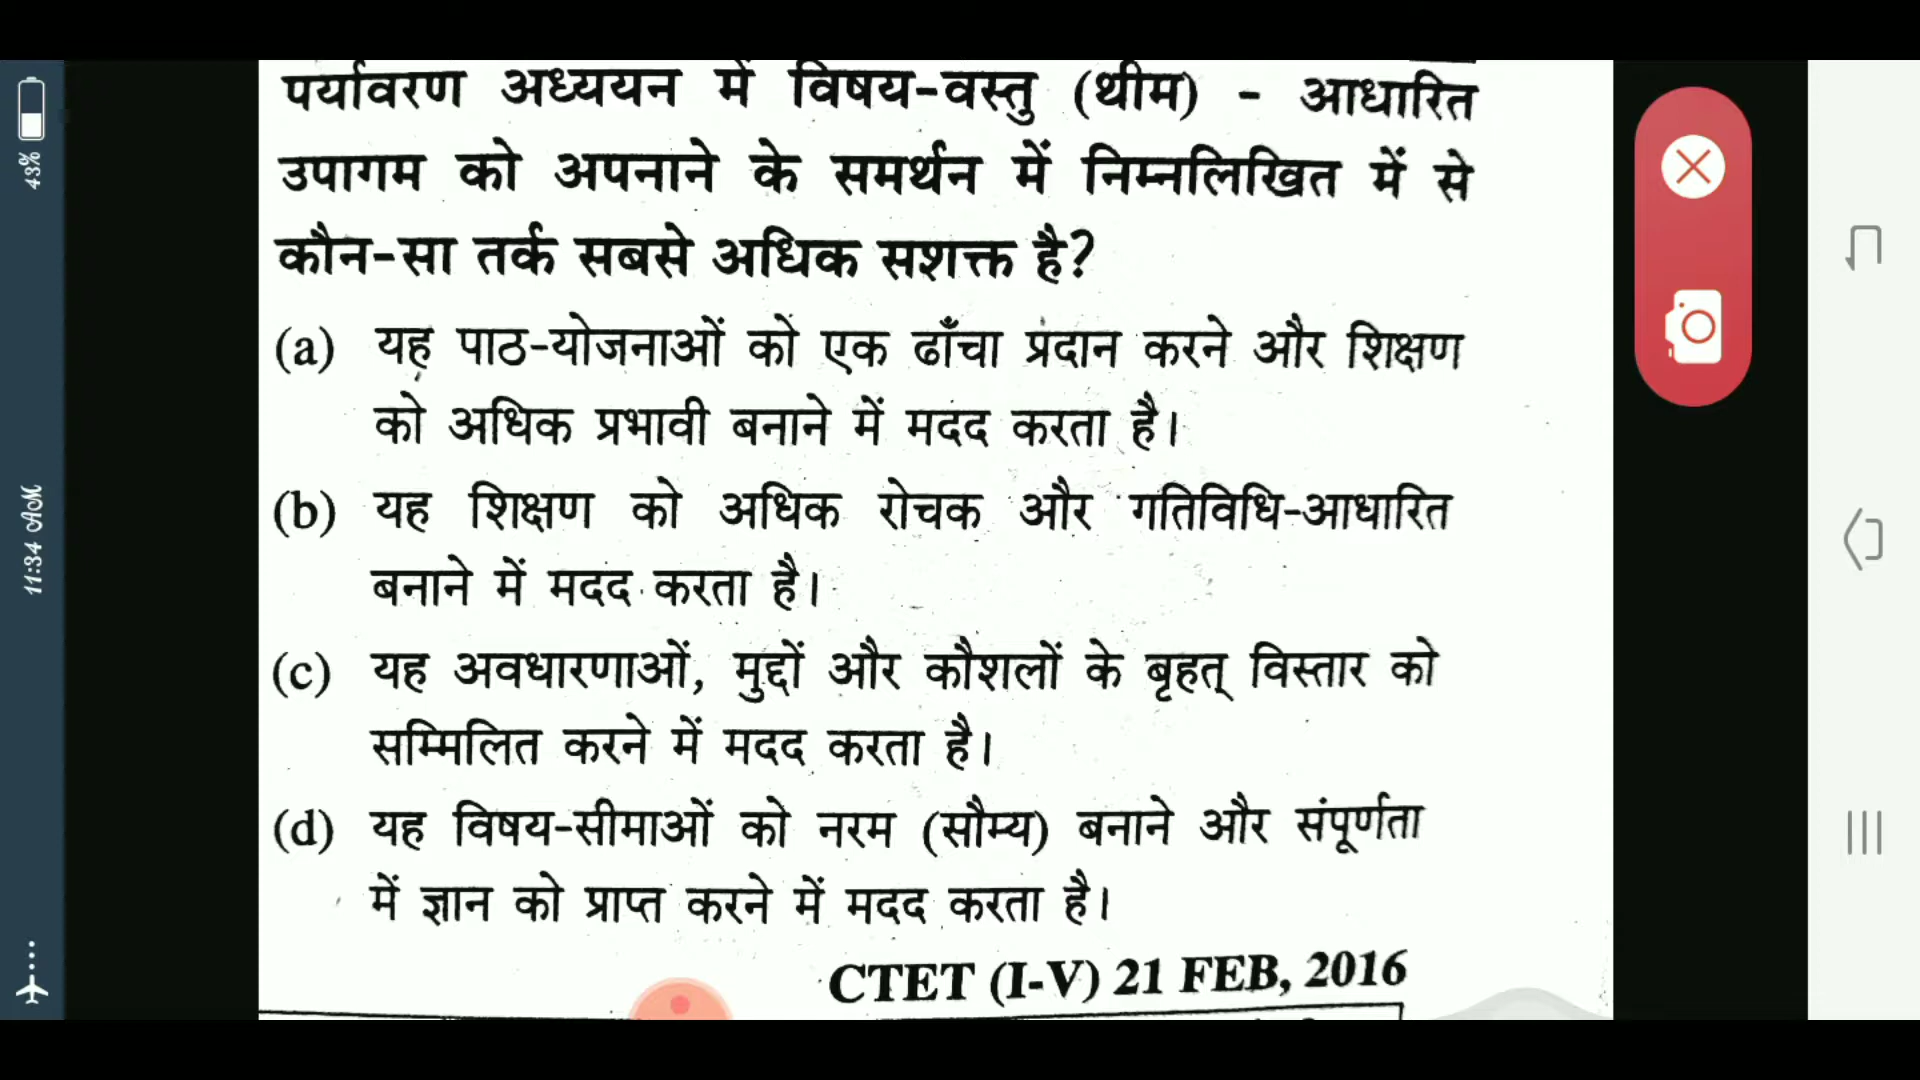 पर्यावरण अध्ययन में विषय-वस्तु (थीम) - आधारित
उपागम को अपनाने के समर्थन में निम्नलिखित में से
कौन-सा तर्क सबसे अधिक सशक्त है?
(a) यह पाठ-योजनाओं को एक ढाँचा प्रदान करने और शिक्षण
को अधिक प्रभावी बनाने में मदद करता है।
(b) यह शिक्षण को अधिक रोचक और गतिविधि-आधारित
बनाने में मदद करता है।
(c) यह अवधारणाओं, मुद्दों और कौशलों के बृहत् विस्तार को
सम्मिलित करने में मदद करता है।
(d) यह विषय-सीमाओं को नरम (सौम्य) बनाने और संपूर्णता
में ज्ञान को प्राप्त करने में मदद करता है।
CTET (I-V) 21 FEB, 2016
43%
11:34 AM